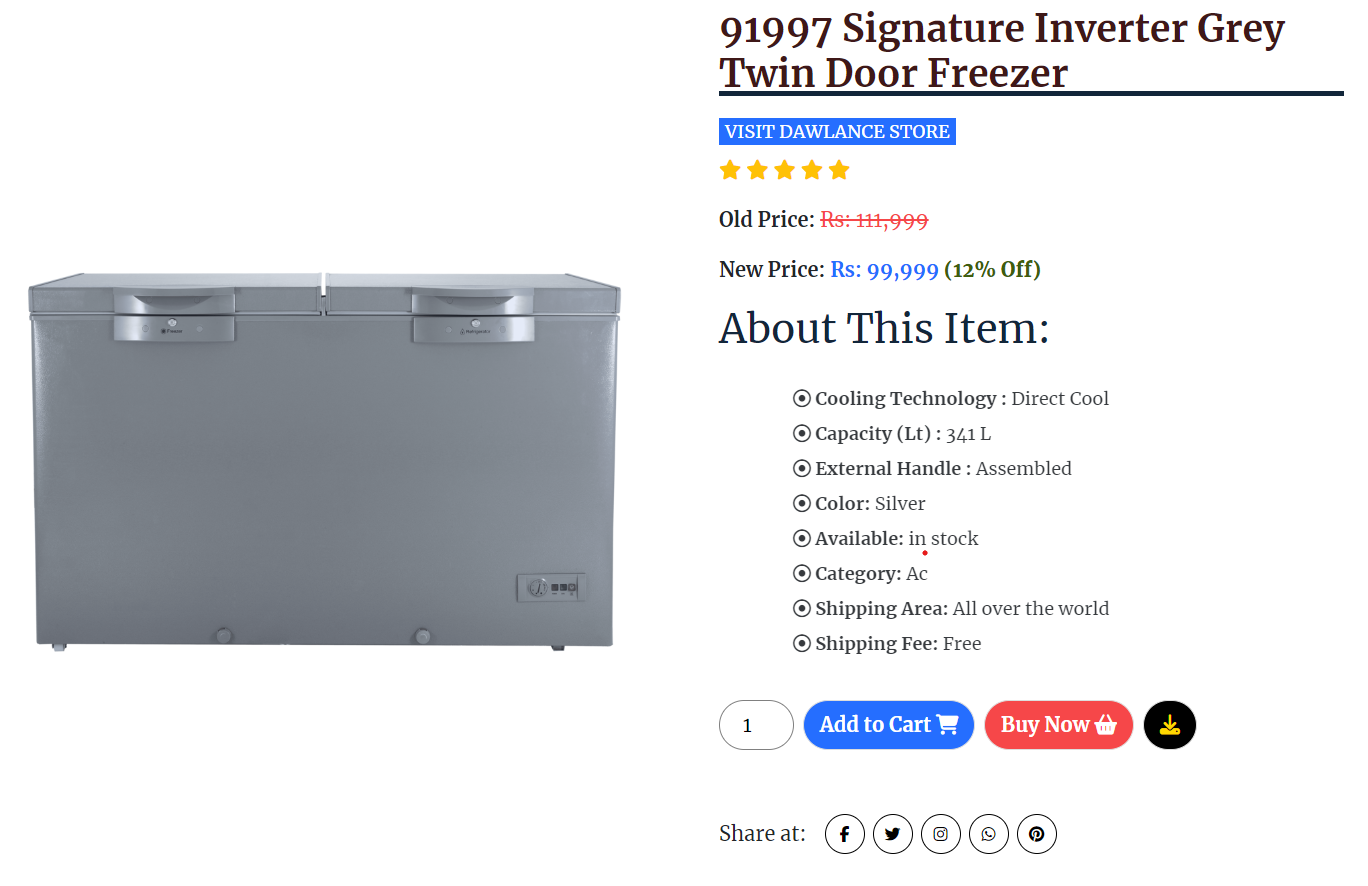 91997 Signature Inverter Grey
Twin Door Freezer
VISIT DAWLANCE STORE
Old Price: Rs: 111,999
New Price: Rs: 99,999 (12% Off)
About This Item:
Cooling Technology : Direct Cool
Capacity (Lt) : 341 L
External Handle : Assembled
Color: Silver
Available: in stock
Category: Ac
Shipping Area: All over the world
Shipping Fee: Free
1 Add to Cart Buy Now
Share at:
Freezer
Refrigerator